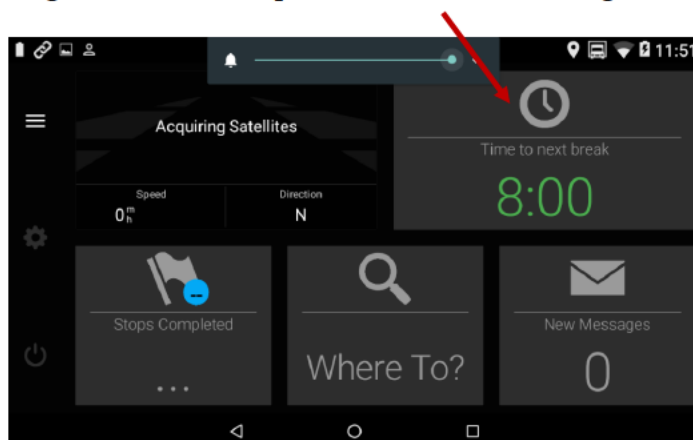 11:51
Acquiring Satellites
Time to next break
Speed
Direction
0 m/h
N
8:00
Stops Completed
...
Where To?
New Messages
0